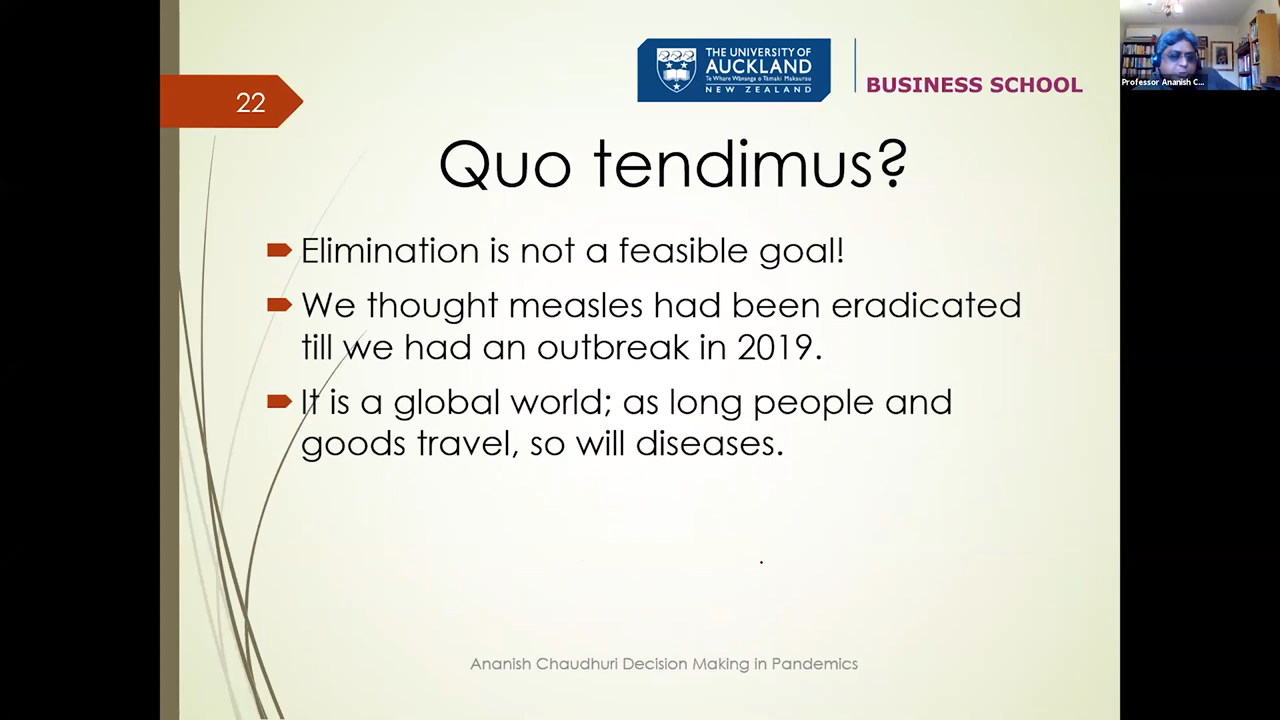 22
THE UNIVERSITY OF
AUCKLAND
Te Whare Wānanga o Tāmaki Makaurau
NEW ZEALAND
BUSINESS SCHOOL
Professor Ananish C...
Quo tendimus?
Elimination is not a feasible goal!
We thought measles had been eradicated
till we had an outbreak in 2019.
It is a global world; as long people and
goods travel, so will diseases.
Ananish Chaudhuri Decision Making in Pandemics